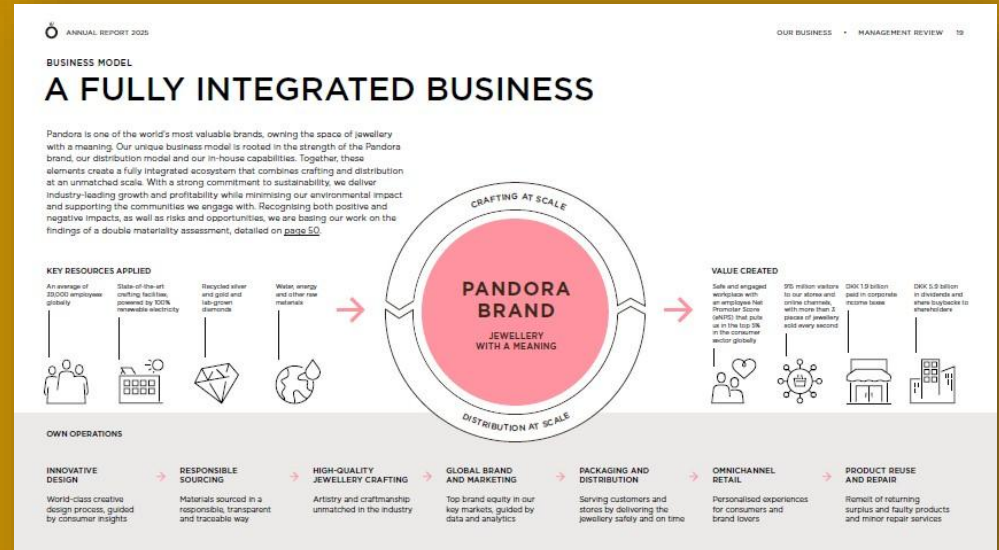 ANNUAL REPORT 2025
OUR BUSINESS • MANAGEMENT REVIEW 19
BUSINESS MODEL
A FULLY INTEGRATED BUSINESS
Pandora is one of the world's most valuable brands, owning the space of jewellery
with a meaning. Our unique business model is rooted in the strength of the Pandora
brand, our distribution model and our in-house capabilities. Together, these
elements create a fully integrated ecosystem that combines crafting and distribution
at an unmatched scale. With a strong commitment to sustainability, we deliver
industry-leading growth and profitability while minimising our environmental impact
and supporting the communities we engage with. Recognising both positive and
negative impacts, as well as risks and opportunities, we are basing our work on the
findings of a double materiality assessment, detailed on page 50.
KEY RESOURCES APPLIED
An average of
39,000 employees
globally
State-of-the-art
crafting facilities,
powered by 100%
renewable electricity
Recycled silver
and gold and
lab-grown
diamonds
Water, energy
and other raw
materials
CRAFTING AT SCALE
PANDORA
BRAND
JEWELLERY
WITH A MEANING
DISTRIBUTION AT SCALE
VALUE CREATED
Safe and engaged
workplace with
an employee Net
Promoter Score
(eNPS) that puts
us in the top 5%
in the consumer
sector globally
915 million visitors
to our stores and
online channels,
with more than 3
pieces of jewellery
sold every second
DKK 1.9 billion
paid in corporate
income taxes
DKK 5.9 billion
in dividends and
share buybacks to
shareholders
OWN OPERATIONS
INNOVATIVE
DESIGN
World-class creative
design process, guided
by consumer insights
RESPONSIBLE
SOURCING
Materials sourced in a
responsible, transparent
and traceable way
HIGH-QUALITY
JEWELLERY CRAFTING
Artistry and craftmanship
unmatched in the industry
GLOBAL BRAND
AND MARKETING
Top brand equity in our
key markets, guided by
data and analytics
PACKAGING AND
DISTRIBUTION
Serving customers and
stores by delivering the
jewellery safely and on time
OMNICHANNEL
RETAIL
Personalised experiences
for consumers and
brand lovers
PRODUCT REUSE
AND REPAIR
Remelt of returning
surplus and faulty products
and minor repair services